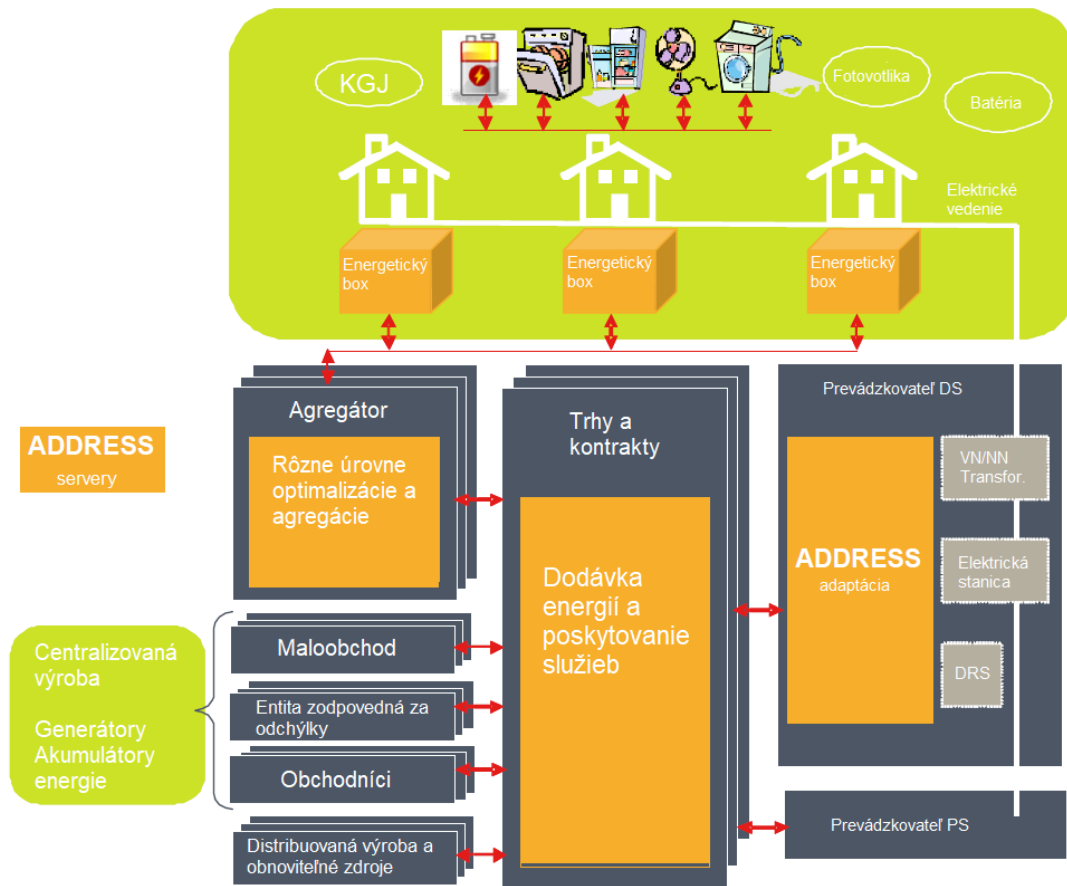 KGJ
Fotovotlika
Batéria
Elektrické
vedenie
Energetický
box
Energetický
box
Energetický
box
ADDRESS
servery
Agregátor
Rôzne úrovne
optimalizácie a
agregácie
Trhy a
kontrakty
Dodávka
energií a
poskytovanie
služieb
Prevádzkovateľ DS
ADDRESS
adaptácia
VN/NN
Transfor.
Elektrická
stanica
DRS
Centralizovaná
výroba
Generátory
Akumulátory
energie
Maloobchod
Entita zodpovedná za
odchýlky
Obchodníci
Distribuovaná výroba a
obnoviteľné zdroje
Prevádzkovateľ PS